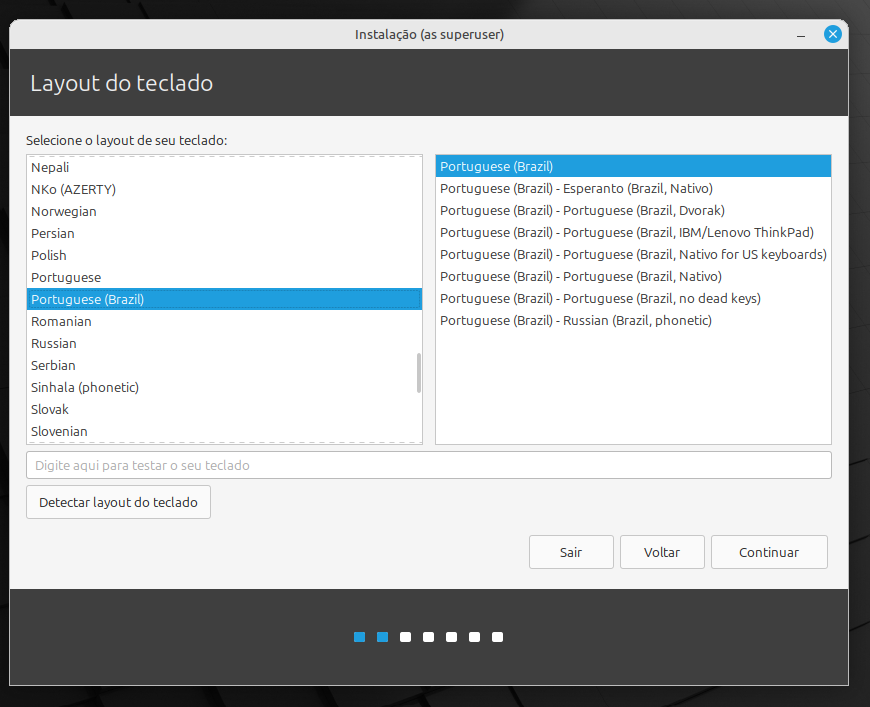 Instalação (as superuser)
Layout do teclado
Selecione o layout de seu teclado:
Nepali
NKo (AZERTY)
Norwegian
Persian
Polish
Portuguese
Portuguese (Brazil)
Romanian
Russian
Serbian
Sinhala (phonetic)
Slovak
Slovenian
Portuguese (Brazil)
Portuguese (Brazil) - Esperanto (Brazil, Nativo)
Portuguese (Brazil) - Portuguese (Brazil, Dvorak)
Portuguese (Brazil) - Portuguese (Brazil, IBM/Lenovo ThinkPad)
Portuguese (Brazil) - Portuguese (Brazil, Nativo for US keyboards)
Portuguese (Brazil) - Portuguese (Brazil, Nativo)
Portuguese (Brazil) - Portuguese (Brazil, no dead keys)
Portuguese (Brazil) - Russian (Brazil, phonetic)
Digite aqui para testar o seu teclado
Detectar layout do teclado
Sair
Voltar
Continuar